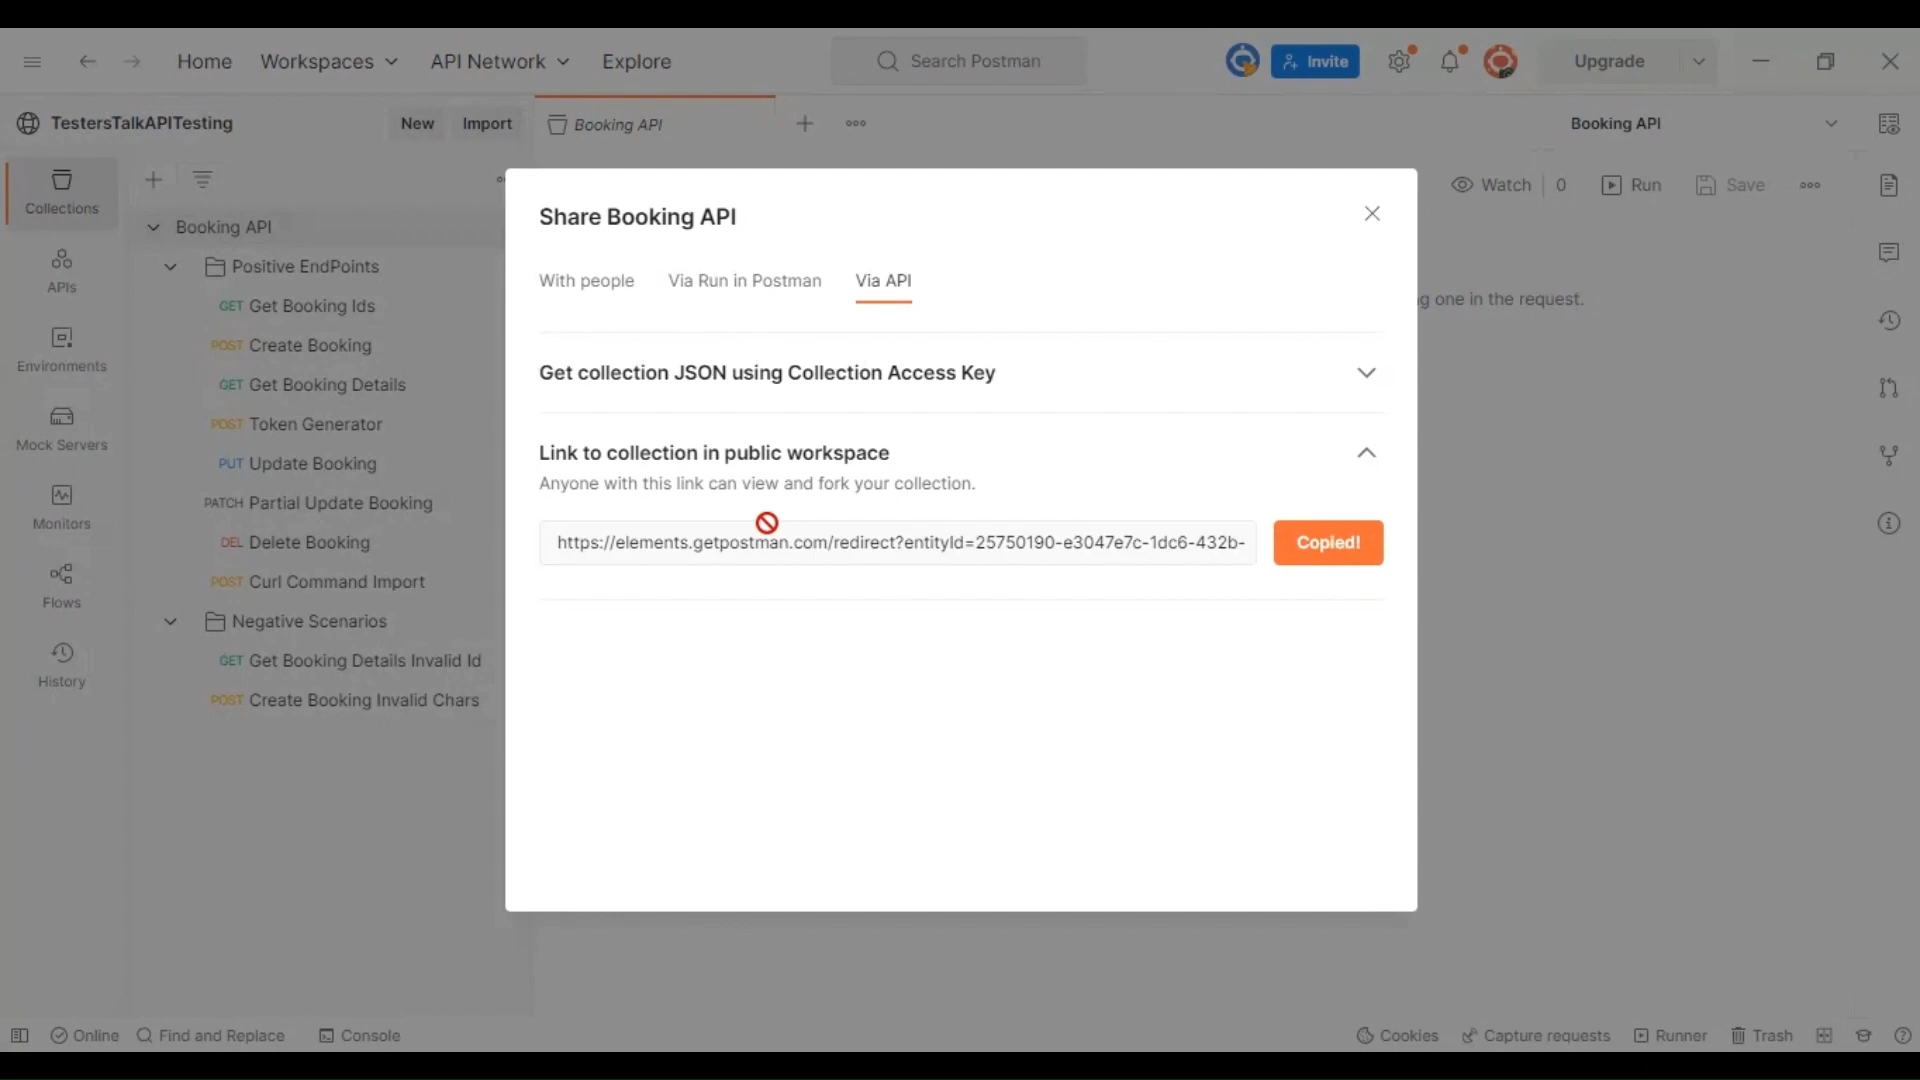 Home Workspaces API Network Explore Search Postman Invite Upgrade
TestersTalkAPITesting New Import Booking API Booking API
Collections
Watch 0 Run Save
Share Booking API
Booking API
With people Via Run in Postman Via API
Positive EndPoints
APIs
GET Get Booking Ids
g one in the request.
POST Create Booking
Environments
Get collection JSON using Collection Access Key
GET Get Booking Details
POST Token Generator
Mock Servers
Link to collection in public workspace
PUT Update Booking
Anyone with this link can view and fork your collection.
PATCH Partial Update Booking
Monitors
DEL Delete Booking
https://elements.getpostman.com/redirect?entityId=25750190-e3047e7c-1dc6-432b- Copied!
POST Curl Command Import
Flows
Negative Scenarios
GET Get Booking Details Invalid Id
History
POST Create Booking Invalid Chars
Online Find and Replace Console Cookies Capture requests Runner Trash